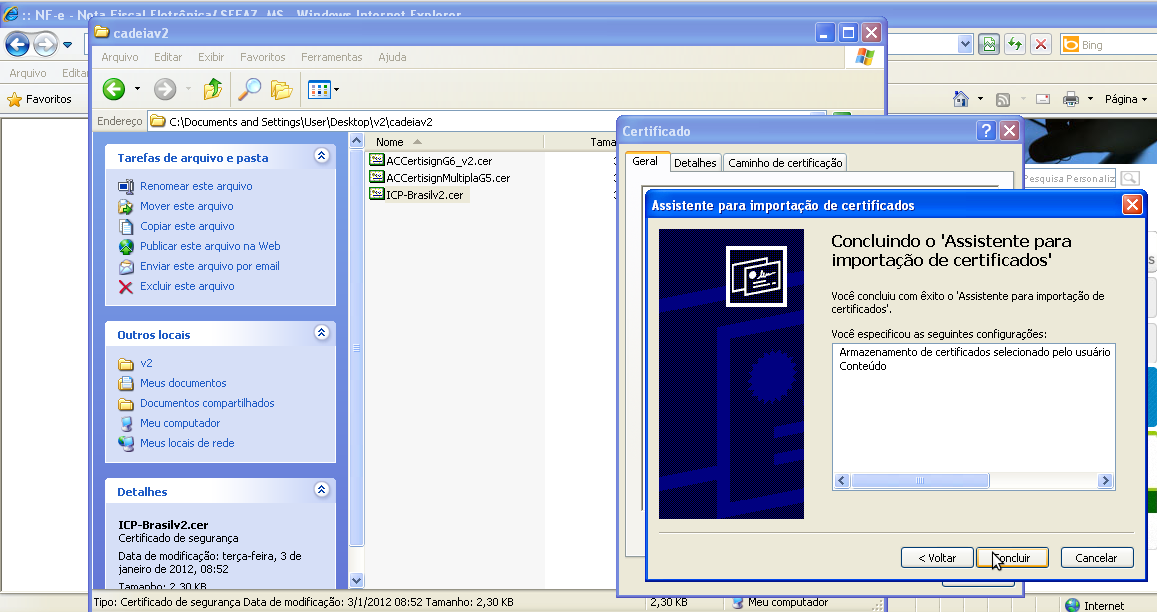 :: NF-e - Nota Fiscal Eletrônica/ SEFAZ_MS - Windows Internet Explorer
Bing
Arquivo Edita
Favoritos
Página
cadeiav2
Arquivo Editar Exibir Favoritos Ferramentas Ajuda
Endereço C:\Documents and Settings\User\Desktop\v2\cadeiav2
Tarefas de arquivo e pasta
Renomear este arquivo
Mover este arquivo
Copiar este arquivo
Publicar este arquivo na Web
Enviar este arquivo por email
Excluir este arquivo
Outros locais
v2
Meus documentos
Documentos compartilhados
Meu computador
Meus locais de rede
Detalhes
ICP-Brasilv2.cer
Certificado de segurança
Data de modificação: terça-feira, 3 de
janeiro de 2012, 08:52
Tamanho: 2,30 KB
Nome Tama
ACCertisignG6_v2.cer
ACCertisignMultiplaG5.cer
ICP-Brasilv2.cer
Tipo: Certificado de segurança Data de modificação: 3/1/2012 08:52 Tamanho: 2,30 KB
2,30 KB
Meu computador
Certificado
Geral Detalhes Caminho de certificação
Pesquisa Personaliz
Assistente para importação de certificados
Concluindo o 'Assistente para
importação de certificados'
Você concluiu com êxito o 'Assistente para importação de
certificados'.
Você especificou as seguintes configurações:
Armazenamento de certificados selecionado pelo usuário
Conteúdo
< Voltar
Concluir
Cancelar
Internet